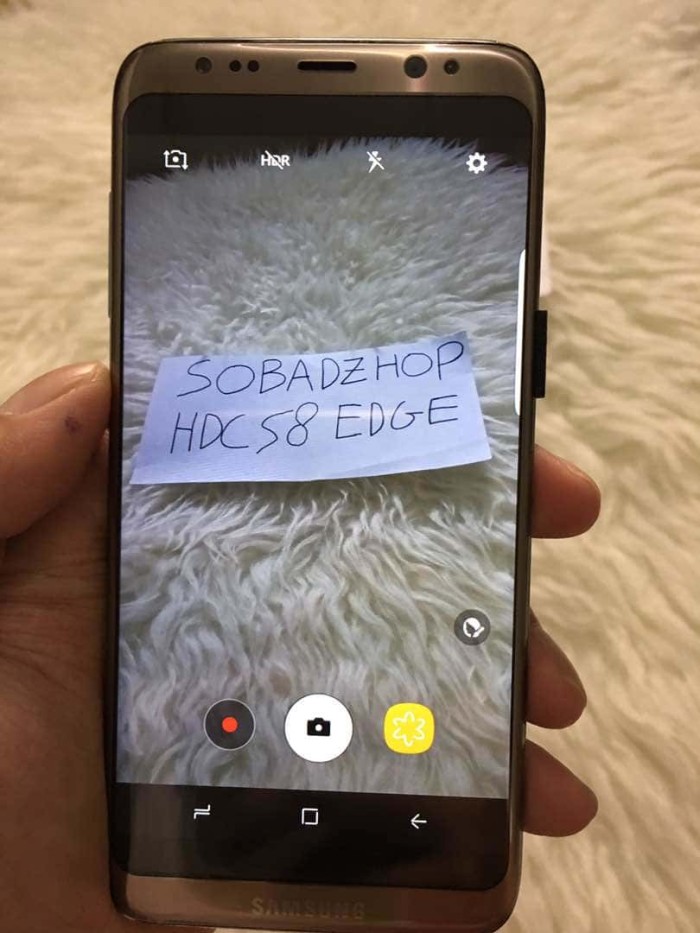 HDR
SOBADZHOP
HDC S8 EDGE
SAMSUNG